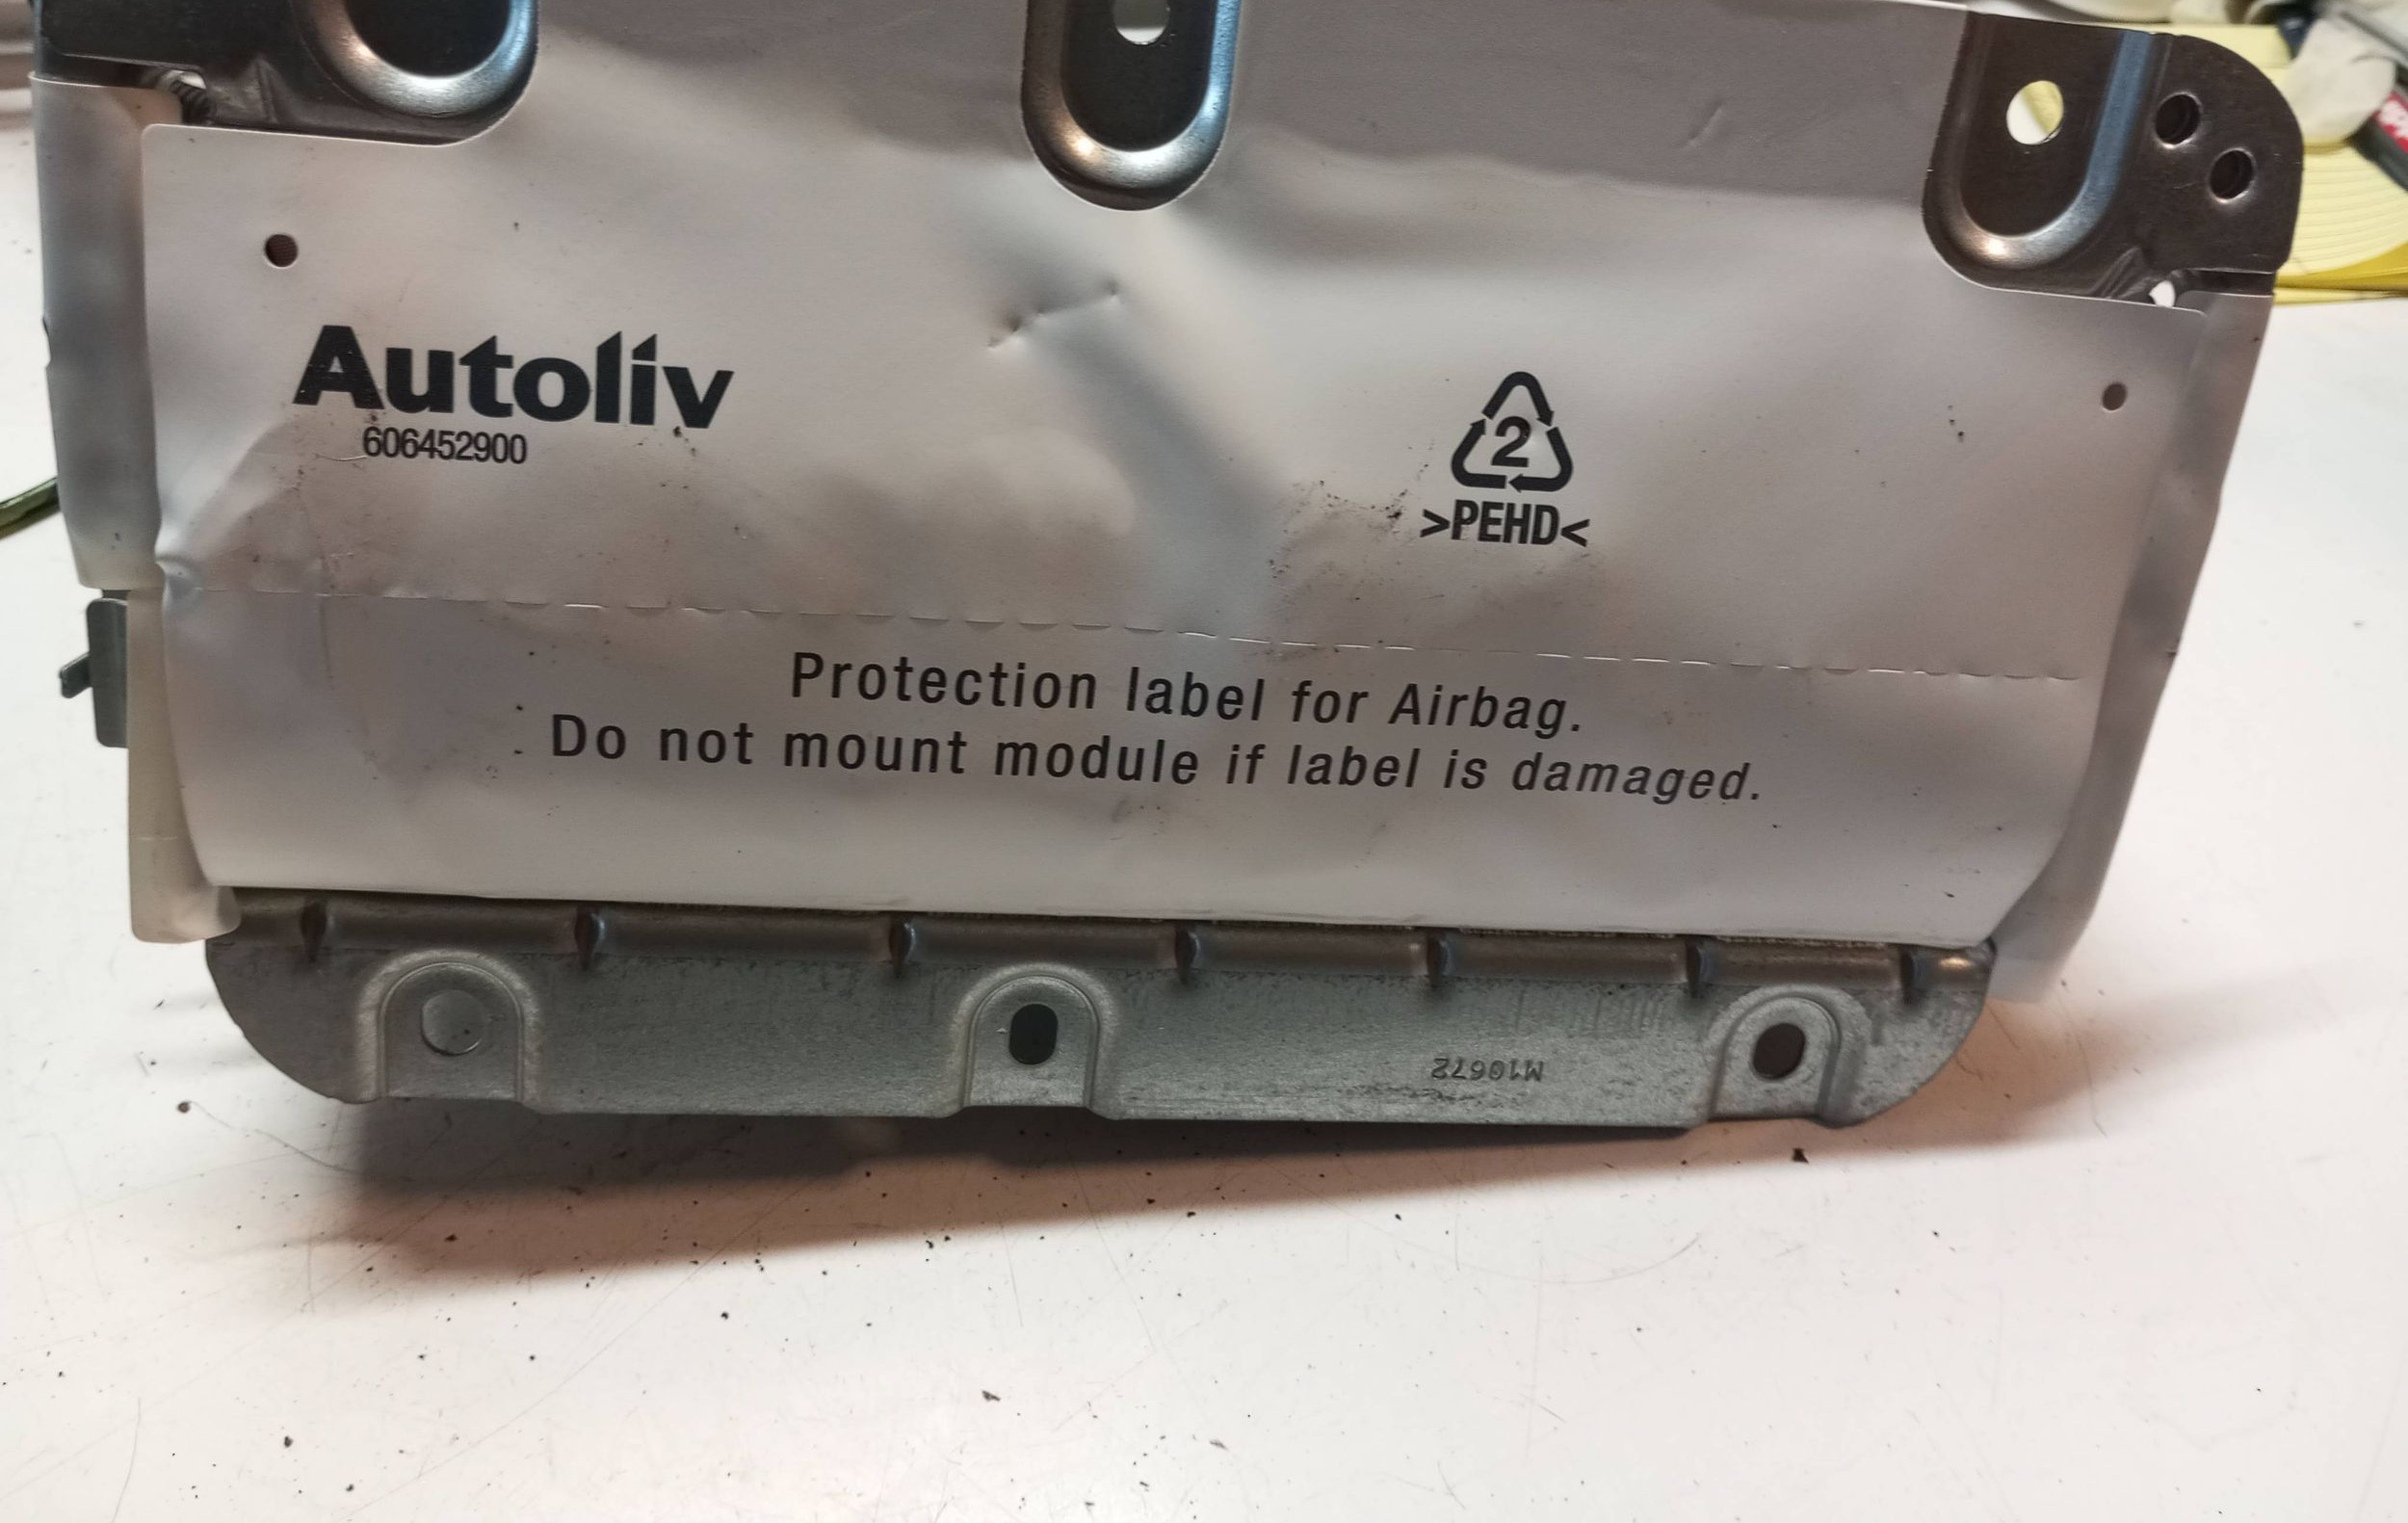 Autoliv
606452900
2
>PEHD<
Protection label for Airbag.
Do not mount module if label is damaged.
M10672